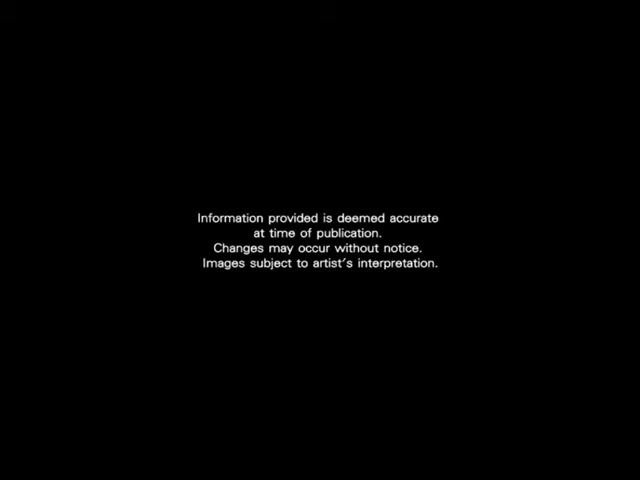 Information provided is deemed accurate
at time of publication.
Changes may occur without notice.
Images subject to artist's interpretation.